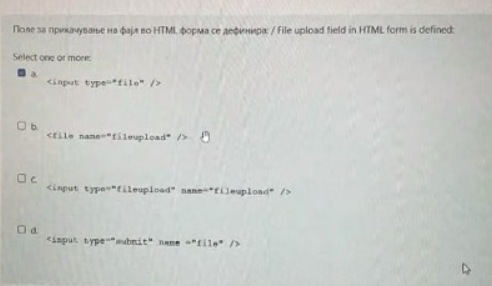 Поле за прикачување на фајл во HTML форма се дефинира: / File upload field in HTML form is defined:
Select one or more:
a.
<input type="file" />
b.
<file name="fileupload" />
c.
<input type="fileupload" name="fileupload" />
d.
<input type="submit" name ="file" />